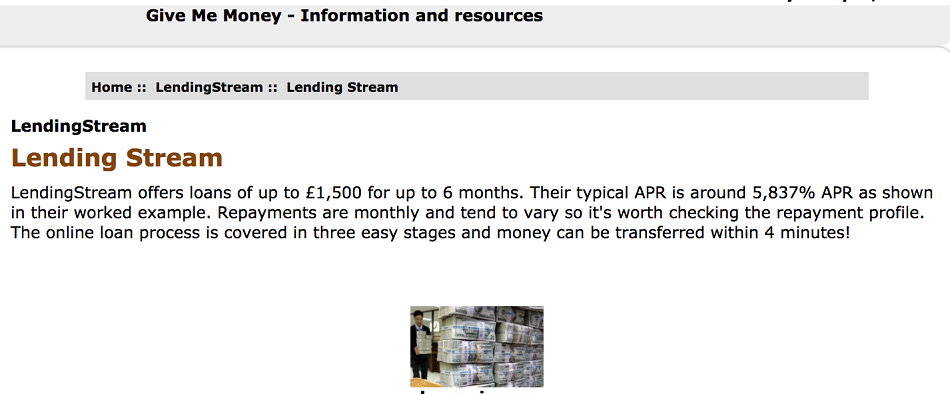 Give Me Money - Information and resources
Home :: LendingStream :: Lending Stream
LendingStream
Lending Stream
LendingStream offers loans of up to £1,500 for up to 6 months. Their typical APR is around 5,837% APR as shown
in their worked example. Repayments are monthly and tend to vary so it's worth checking the repayment profile.
The online loan process is covered in three easy stages and money can be transferred within 4 minutes!